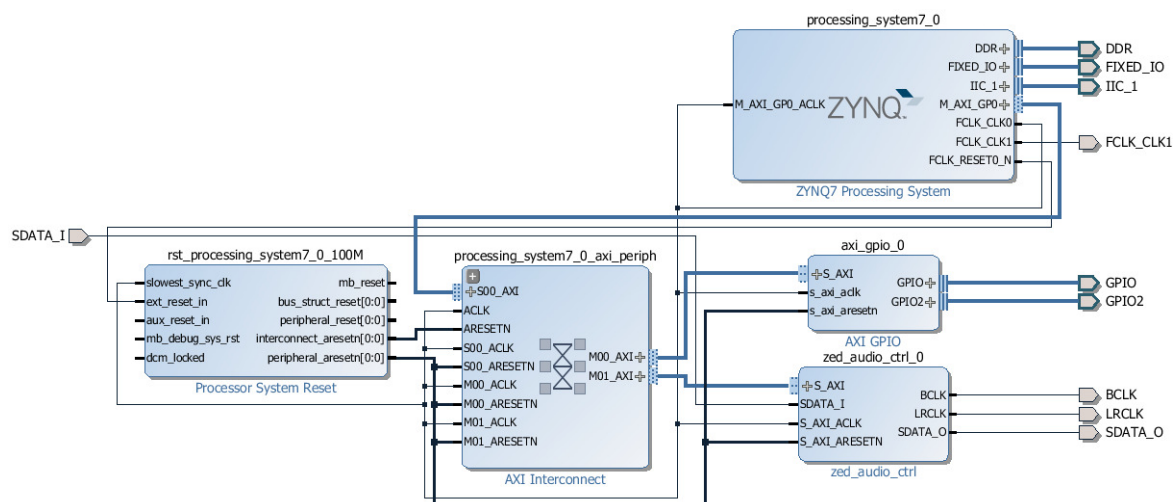 processing_system7_0
DDR
FIXED_IO
IIC_1
M_AXI_GP0
M_AXI_GP0_ACLK
ZYNQ
FCLK_CLK0
FCLK_CLK1
FCLK_RESET0_N
ZYNQ7 Processing System
DDR
FIXED_IO
IIC_1
FCLK_CLK1
SDATA_I
rst_processing_system7_0_100M
slowest_sync_clk
ext_reset_in
aux_reset_in
mb_debug_sys_rst
dcm_locked
mb_reset
bus_struct_reset[0:0]
peripheral_reset[0:0]
interconnect_aresetn[0:0]
peripheral_aresetn[0:0]
Processor System Reset
processing_system7_0_axi_periph
S00_AXI
ACLK
ARESETN
S00_ACLK
S00_ARESETN
M00_ACLK
M00_ARESETN
M01_ACLK
M01_ARESETN
M00_AXI
M01_AXI
AXI Interconnect
axi_gpio_0
S_AXI
s_axi_aclk
s_axi_aresetn
GPIO
GPIO2
AXI GPIO
GPIO
GPIO2
zed_audio_ctrl_0
S_AXI
SDATA_I
S_AXI_ACLK
S_AXI_ARESETN
BCLK
LRCLK
SDATA_O
zed_audio_ctrl
BCLK
LRCLK
SDATA_O